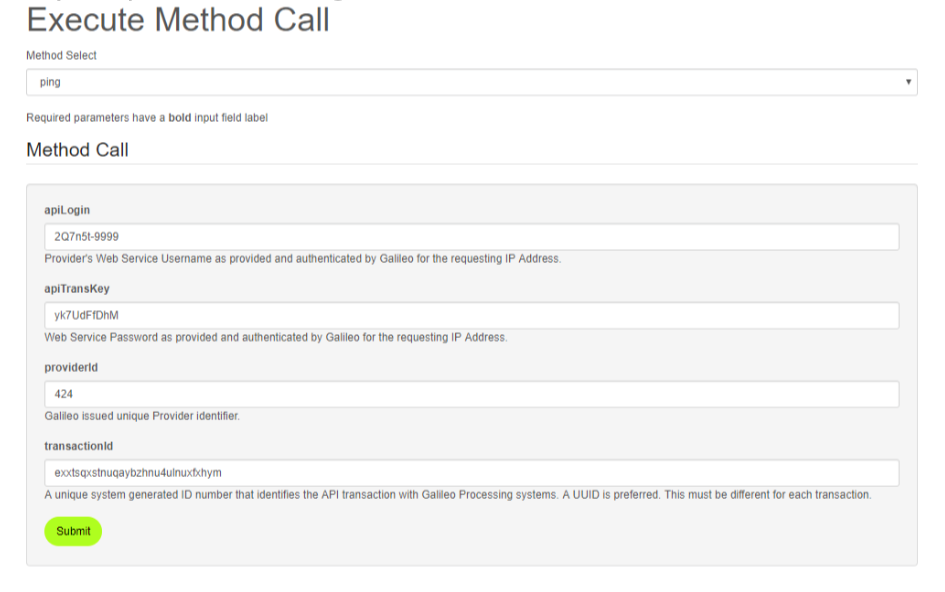 Execute Method Call
Method Select
ping
Required parameters have a bold input field label
Method Call
apiLogin
2Q7n5t-9999
Provider's Web Service Username as provided and authenticated by Galileo for the requesting IP Address.
apiTransKey
yk7UdFfDhM
Web Service Password as provided and authenticated by Galileo for the requesting IP Address.
providerId
424
Galileo issued unique Provider identifier.
transactionId
exxtsqxstnuqaybzhnu4ulnuxfxhym
A unique system generated ID number that identifies the API transaction with Galileo Processing systems. A UUID is preferred. This must be different for each transaction.
Submit